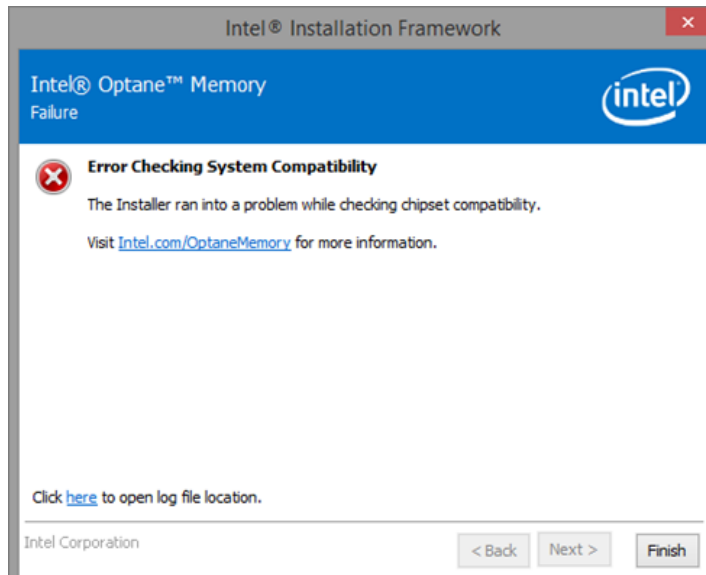 Intel® Installation Framework
Intel® Optane™ Memory
Failure
intel
Error Checking System Compatibility
The Installer ran into a problem while checking chipset compatibility.
Visit Intel.com/OptaneMemory for more information.
Click here to open log file location.
Intel Corporation
< Back Next > Finish